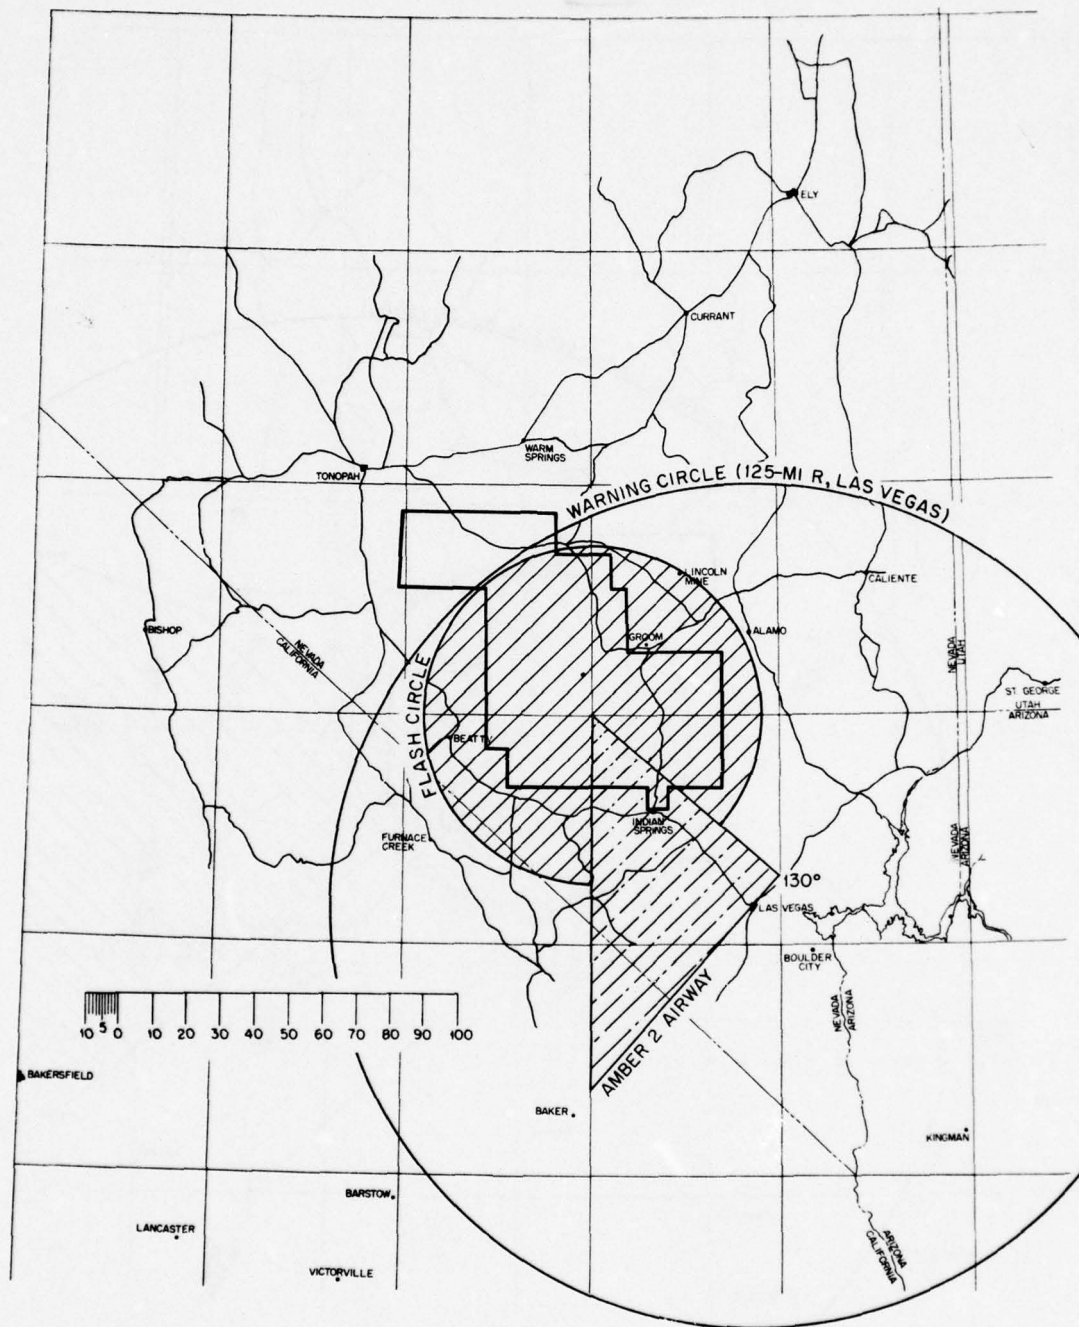 ELY
CURRANT
WARM
SPRINGS
TONOPAH
WARNING CIRCLE (125-MI R, LAS VEGAS)
LINCOLN
MINE
CALIENTE
BISHOP
ALAMO
GROOM
NEVADA
CALIFORNIA
NEVADA
UTAH
ST. GEORGE
UTAH
ARIZONA
FLASH CIRCLE
BEATTY
INDIAN
SPRINGS
FURNACE
CREEK
NEVADA
ARIZONA
130°
LAS VEGAS
BOULDER
CITY
AMBER 2 AIRWAY
NEVADA
ARIZONA
10 5 0 10 20 30 40 50 60 70 80 90 100
BAKERSFIELD
BAKER
KINGMAN
BARSTOW
LANCASTER
ARIZONA
CALIFORNIA
VICTORVILLE